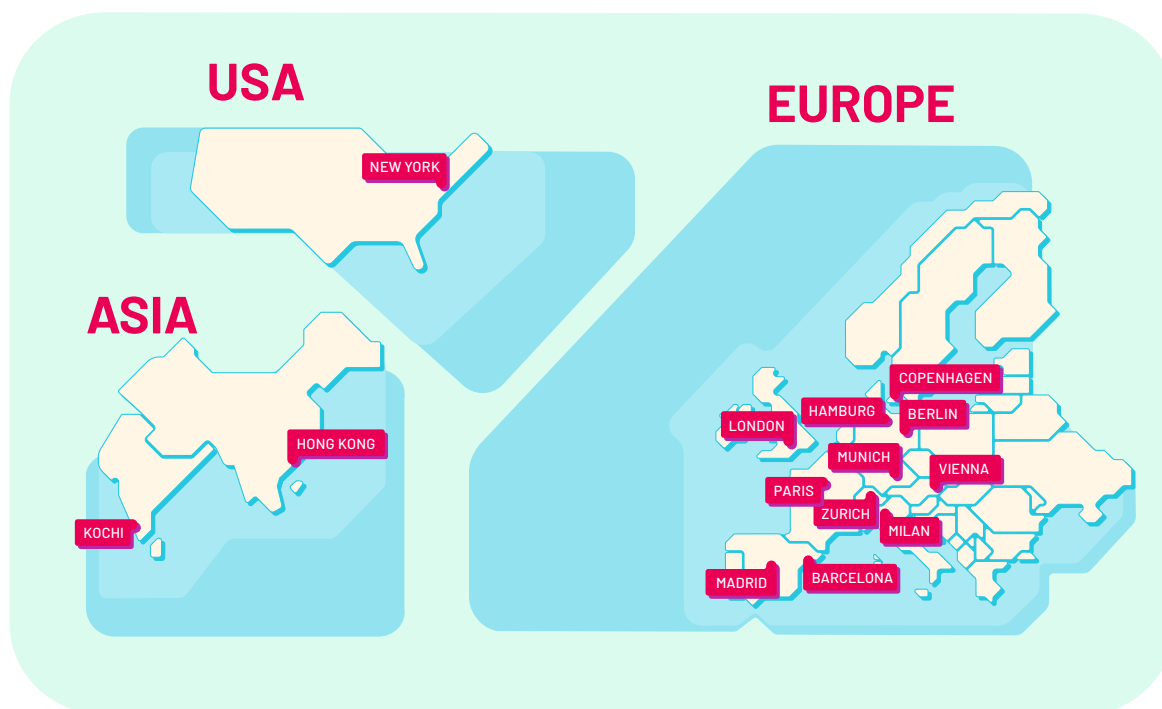 USA
NEW YORK
ASIA
HONG KONG
KOCHI
EUROPE
COPENHAGEN
HAMBURG
BERLIN
LONDON
MUNICH
VIENNA
PARIS
ZURICH
MILAN
MADRID
BARCELONA